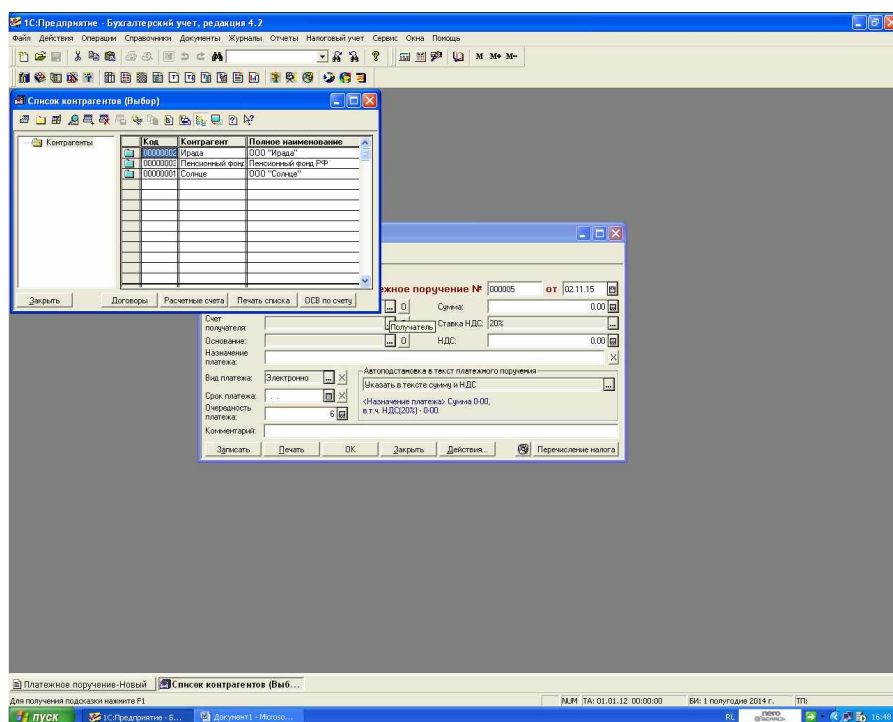 1С:Предприятие - Бухгалтерский учет, редакция 4.2
Файл Действия Операции Справочники Документы Журналы Отчеты Налоговый учет Сервис Окна Помощь
M M+ M-
Список контрагентов (Выбор)
Контрагенты
Код Контрагент Полное наименование
00000002 Ирада ООО "Ирада"
00000003 Пенсионный фонд Пенсионный фонд РФ
00000001 Солнце ООО "Солнце"
Закрыть Договоры Расчетные счета Печать списка ОСВ по счету
ежное поручение № 000005 от 02.11.15
... 0 Сумма: 0.00
Счет получателя: Получатель Ставка НДС: 20% ...
Основание: ... 0 НДС: 0.00
Назначение платежа:
Вид платежа: Электронно ...
Автоподстановка в текст платежного поручения
Указать в тексте сумму и НДС ...
Срок платежа: . .
<Назначение платежа> Сумма 0-00,
в т.ч. НДС(20%) - 0-00.
Очередность платежа: 6
Комментарий:
Записать Печать OK Закрыть Действия... Перечисление налога
Платежное поручение-Новый Список контрагентов (Выб...
Для получения подсказки нажмите F1 NUM ТА: 01.01.12 00:00:00 БИ: 1 полугодие 2014 г. ТП:
пуск 1С:Предприятие - Б... Документ1 - Microso... RL nero 16:48